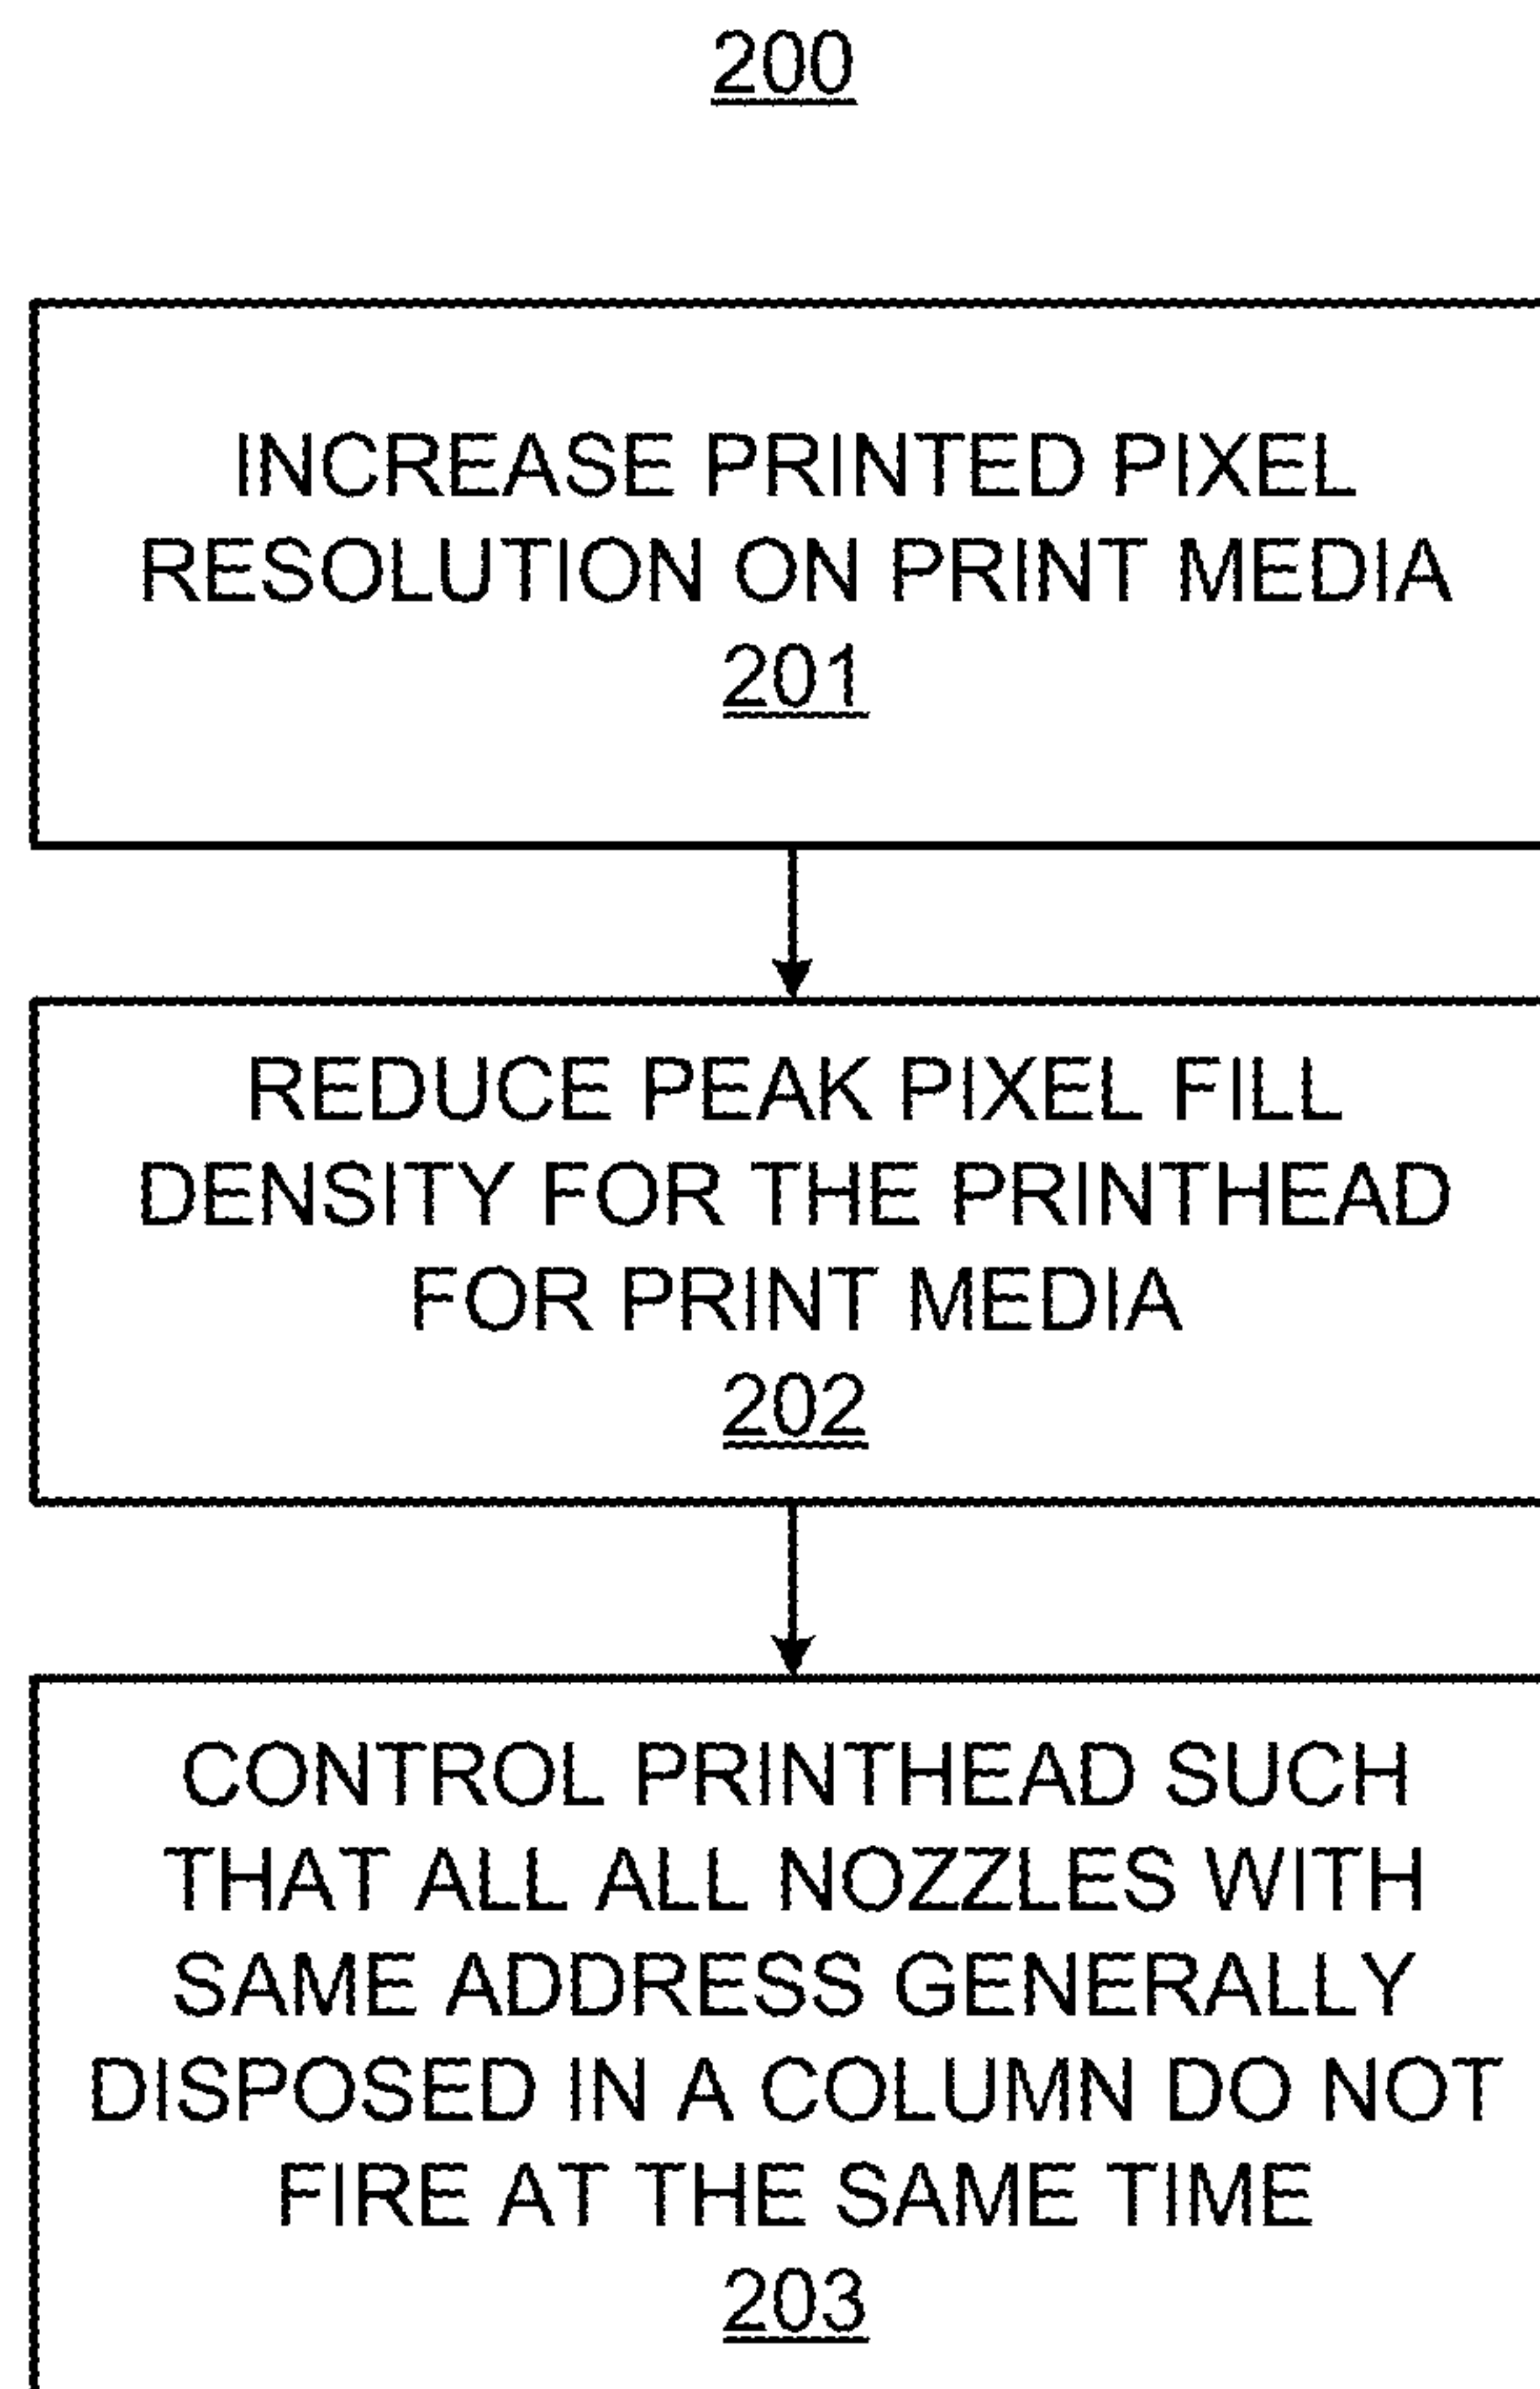 200
INCREASE PRINTED PIXEL
RESOLUTION ON PRINT MEDIA
201
REDUCE PEAK PIXEL FILL
DENSITY FOR THE PRINTHEAD
FOR PRINT MEDIA
202
CONTROL PRINTHEAD SUCH
THAT ALL ALL NOZZLES WITH
SAME ADDRESS GENERALLY
DISPOSED IN A COLUMN DO NOT
FIRE AT THE SAME TIME
203